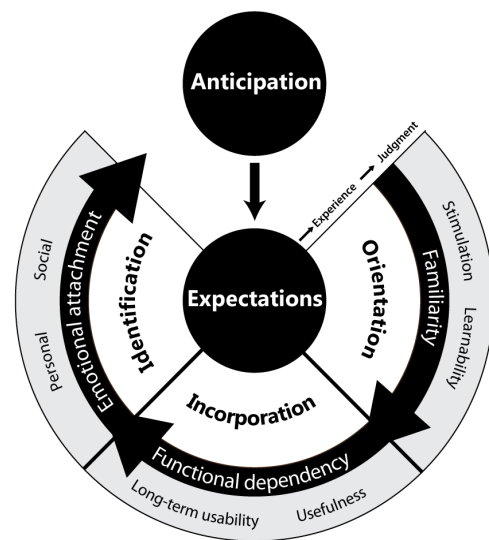 Anticipation
Experience
Judgment
Expectations
Orientation
Familiarity
Stimulation
Learnability
Incorporation
Functional dependency
Usefulness
Long-term usability
Identification
Emotional attachment
Personal
Social